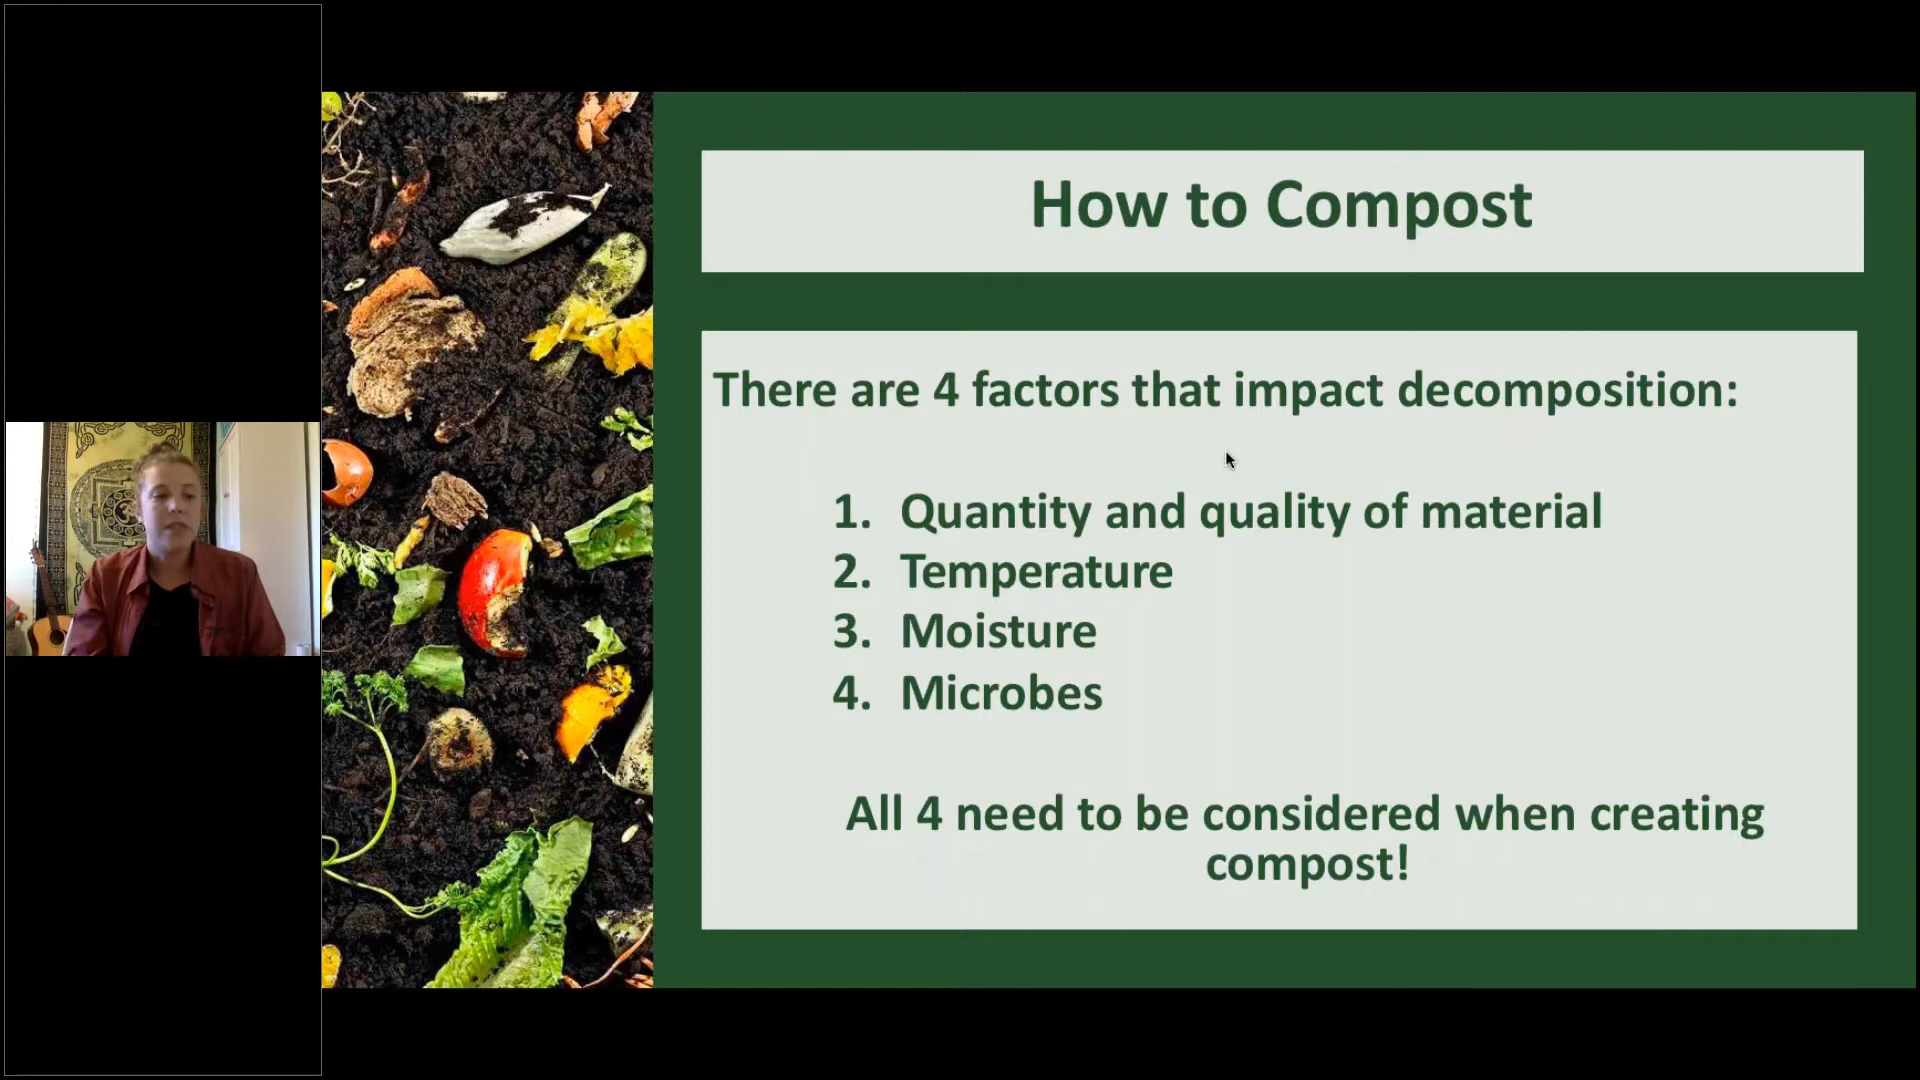 How to Compost
There are 4 factors that impact decomposition:
1. Quantity and quality of material
2. Temperature
3. Moisture
4. Microbes
All 4 need to be considered when creating
compost!